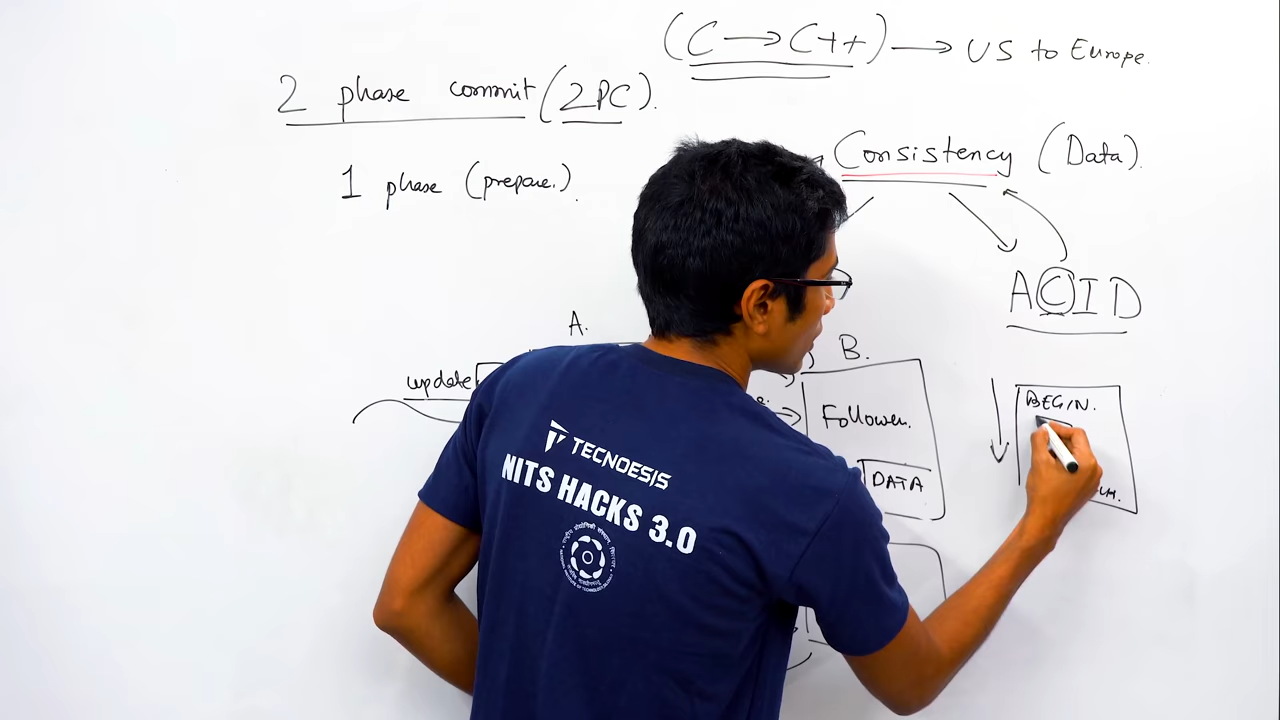 (C → C++) → US to Europe.
2 phase commit (2PC).
Consistency (Data).
1 phase (prepare.)
ACID
A.
B.
update
BEGIN.
Follower.
DATA
TECNOESIS
NITS HACKS 3.0